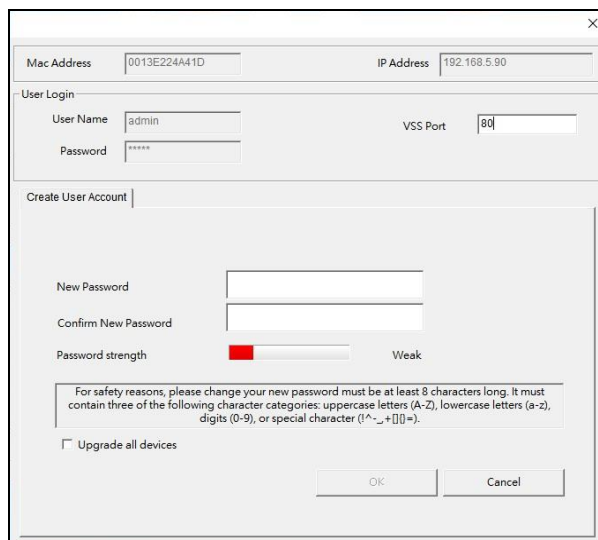 Mac Address 0013E224A41D IP Address 192.168.5.90
User Login
User Name admin VSS Port 80
Password *****
Create User Account
New Password
Confirm New Password
Password strength Weak
For safety reasons, please change your new password must be at least 8 characters long. It must
contain three of the following character categories: uppercase letters (A-Z), lowercase letters (a-z),
digits (0-9), or special character (!^-_,+[]{}=).
Upgrade all devices
OK Cancel